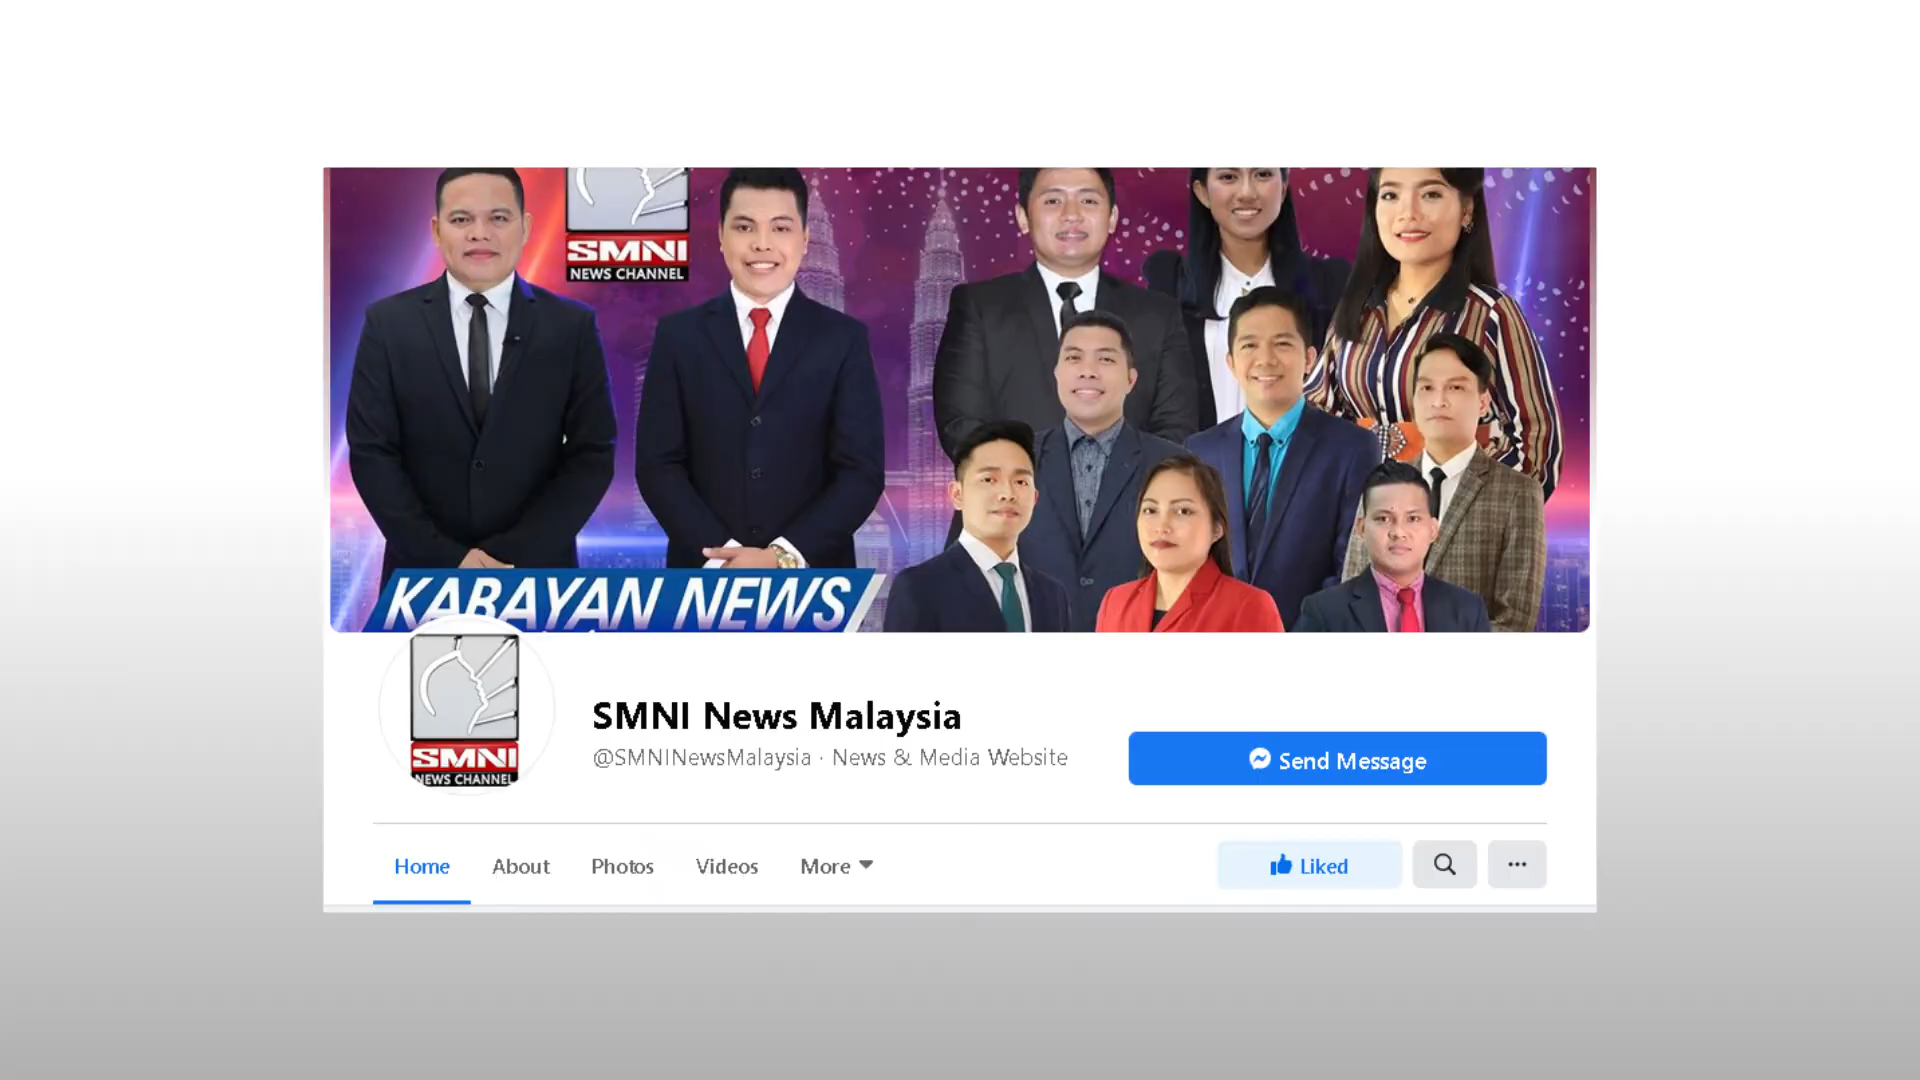 SMNI
NEWS CHANNEL
KABAYAN NEWS
SMNI
NEWS CHANNEL
SMNI News Malaysia
@SMNINewsMalaysia · News & Media Website
Send Message
Home About Photos Videos More
Liked